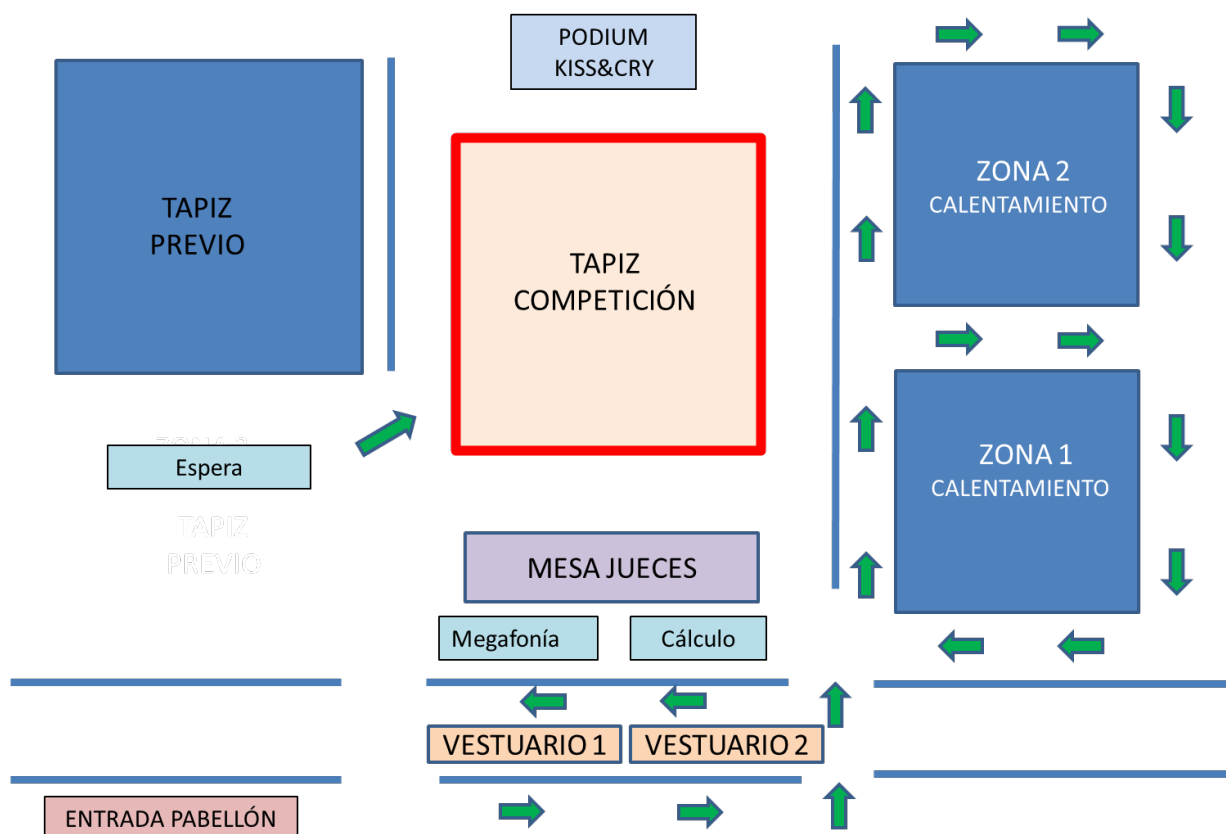 PODIUM
KISS&CRY
TAPIZ
PREVIO
TAPIZ
COMPETICIÓN
ZONA 2
CALENTAMIENTO
ZONA 1
CALENTAMIENTO
Espera
TAPIZ
PREVIO
MESA JUECES
Megafonía
Cálculo
VESTUARIO 1
VESTUARIO 2
ENTRADA PABELLÓN